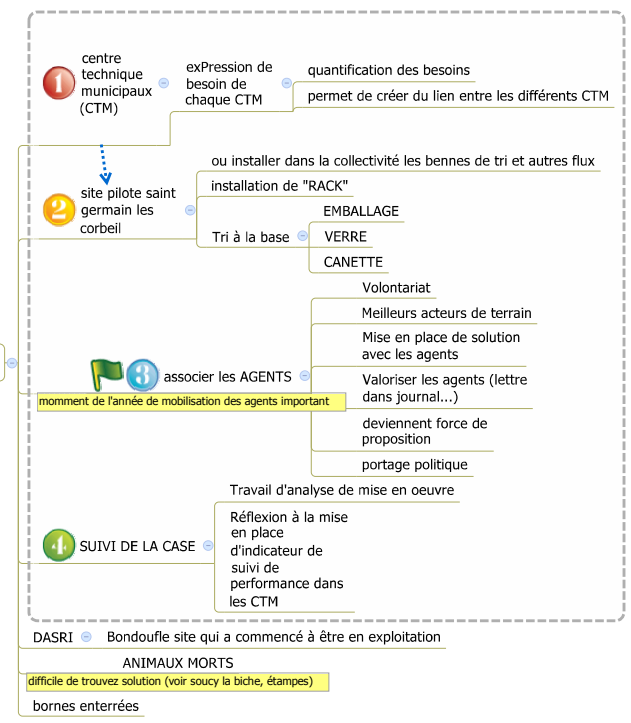 1
centre
technique
municipaux
(CTM)
exPression de
besoin de
chaque CTM
quantification des besoins
permet de créer du lien entre les différents CTM
2
site pilote saint
germain les
corbeil
ou installer dans la collectivité les bennes de tri et autres flux
installation de "RACK"
Tri à la base
EMBALLAGE
VERRE
CANETTE
3
associer les AGENTS
momment de l'année de mobilisation des agents important
Volontariat
Meilleurs acteurs de terrain
Mise en place de solution
avec les agents
Valoriser les agents (lettre
dans journal...)
deviennent force de
proposition
portage politique
4
SUIVI DE LA CASE
Travail d'analyse de mise en oeuvre
Réflexion à la mise
en place
d'indicateur de
suivi de
performance dans
les CTM
DASRI
Bondoufle site qui a commencé à être en exploitation
ANIMAUX MORTS
difficile de trouvez solution (voir soucy la biche, étampes)
bornes enterrées